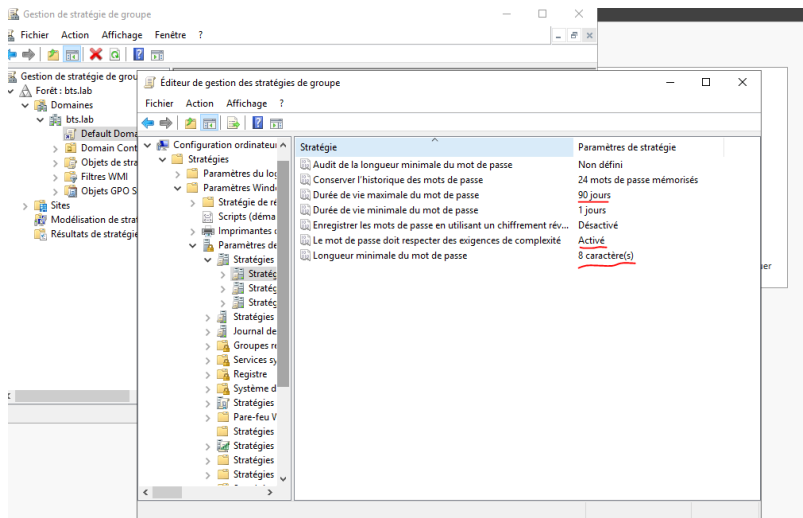 Gestion de stratégie de groupe
Fichier Action Affichage Fenêtre ?
Gestion de stratégie de grou
Forêt : bts.lab
Domaines
bts.lab
Default Doma
Domain Cont
Objets de stra
Filtres WMI
Objets GPO S
Sites
Modélisation de strat
Résultats de stratégie
Éditeur de gestion des stratégies de groupe
Fichier Action Affichage ?
Configuration ordinateur
Stratégies
Paramètres du log
Paramètres Windo
Stratégie de ré
Scripts (déma
Imprimantes
Paramètres de
Stratégies
Stratég
Stratég
Stratég
Stratégies
Journal de
Groupes re
Services sy
Registre
Système d
Stratégies
Pare-feu W
Stratégies
Stratégies
Stratégies
Stratégies
Stratégie Paramètres de stratégie
Audit de la longueur minimale du mot de passe Non défini
Conserver l'historique des mots de passe 24 mots de passe mémorisés
Durée de vie maximale du mot de passe 90 jours
Durée de vie minimale du mot de passe 1 jours
Enregistrer les mots de passe en utilisant un chiffrement rév... Désactivé
Le mot de passe doit respecter des exigences de complexité Activé
Longueur minimale du mot de passe 8 caractère(s)
er